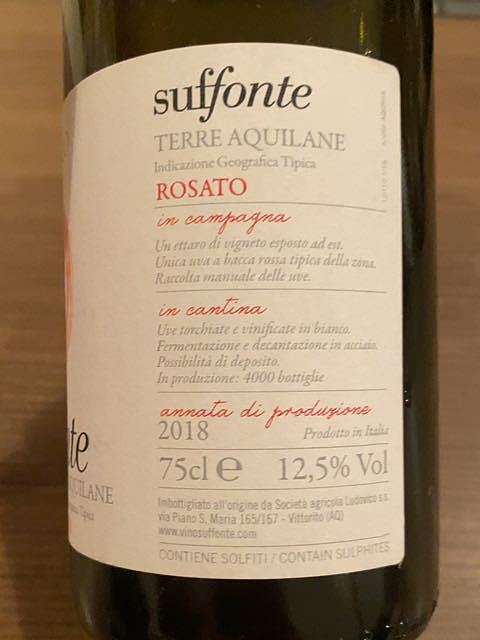 suffonte
TERRE AQUILANE
Indicazione Geografica Tipica
ROSATO
in campagna
Un ettaro di vigneto esposto ad est.
Unica uva a bacca rossa tipica della zona.
Raccolta manuale delle uve.
in cantina
Uve torchiate e vinificate in bianco.
Fermentazione e decantazione in acciaio.
Possibilità di deposito.
In produzione: 4000 bottiglie
annata di produzione
2018 Prodotto in Italia
75cl e 12,5% Vol
Imbottigliato all'origine da Società agricola Ludovico s.s.
via Piano S. Maria 165/167 - Vittorito (AQ)
www.vinosuffonte.com
CONTIENE SOLFITI / CONTAIN SULPHITES
nte
QUILANE
Tipica